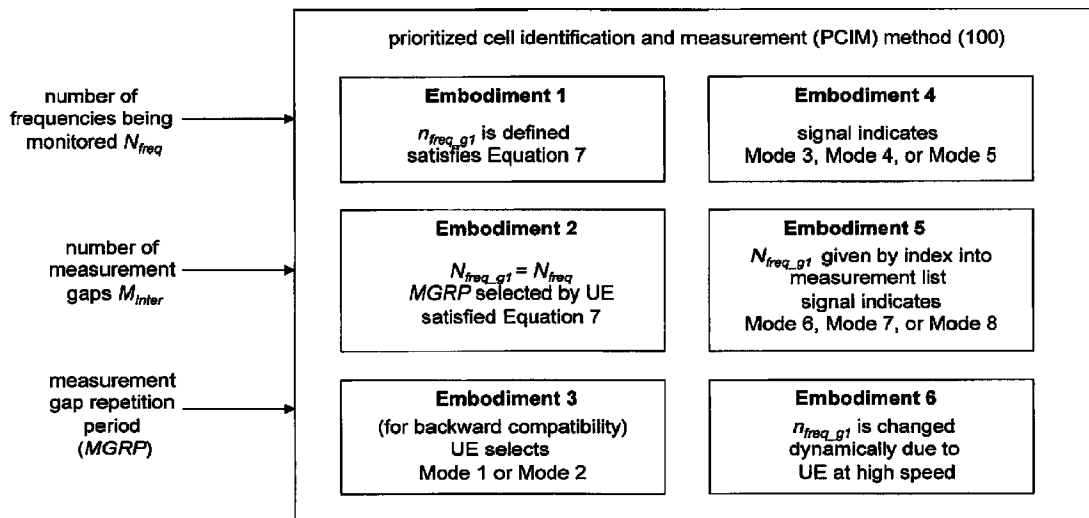 prioritized cell identification and measurement (PCIM) method (100)
number of
frequencies being
monitored N_freq
number of
measurement
gaps M_Inter
measurement
gap repetition
period
(MGRP)
Embodiment 1
n_freq_g1 is defined
satisfies Equation 7
Embodiment 4
signal indicates
Mode 3, Mode 4, or Mode 5
Embodiment 2
N_freq_g1 = N_freq
MGRP selected by UE
satisfied Equation 7
Embodiment 5
N_freq_g1 given by index into
measurement list
signal indicates
Mode 6, Mode 7, or Mode 8
Embodiment 3
(for backward compatibility)
UE selects
Mode 1 or Mode 2
Embodiment 6
n_freq_g1 is changed
dynamically due to
UE at high speed